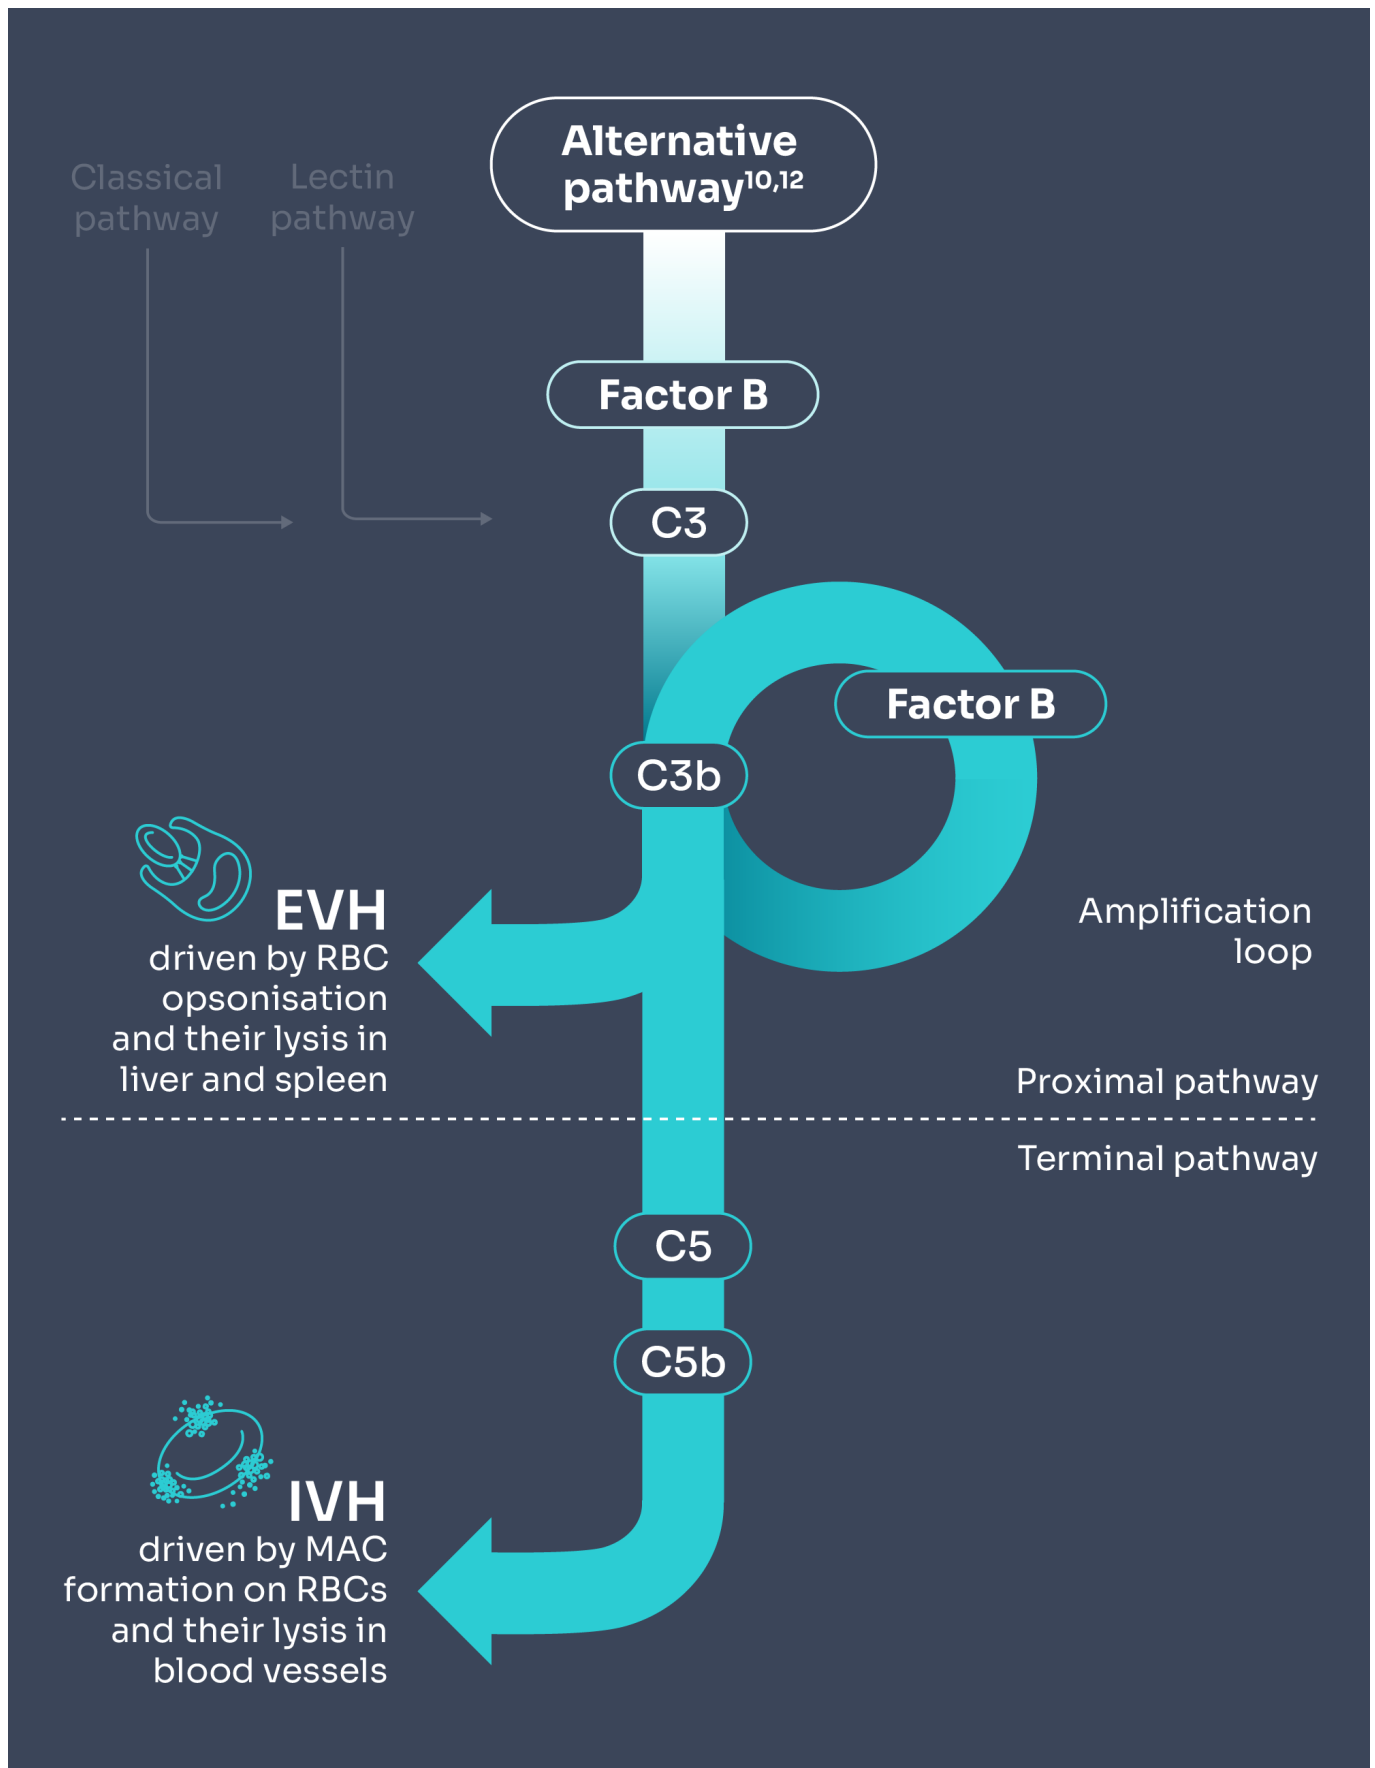 Classical
pathway
Lectin
pathway
Alternative
pathway10,12
Factor B
C3
Factor B
C3b
EVH
driven by RBC
opsonisation
and their lysis in
liver and spleen
Amplification
loop
Proximal pathway
Terminal pathway
C5
C5b
IVH
driven by MAC
formation on RBCs
and their lysis in
blood vessels